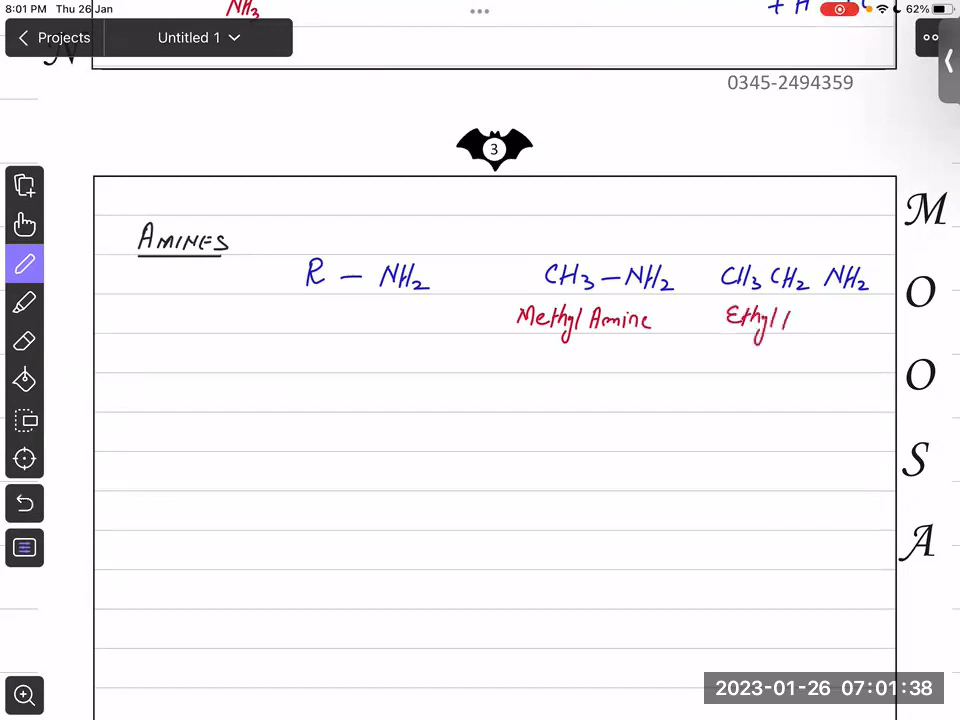 8:01 PM Thu 26 Jan
62%
NH3
+ H
Projects
Untitled 1
0345-2494359
3
AMINES
R - NH2 CH3 - NH2 CH3 CH2 NH2
Methyl Amine Ethyl
M
O
O
S
A
2023-01-26 07:01:38